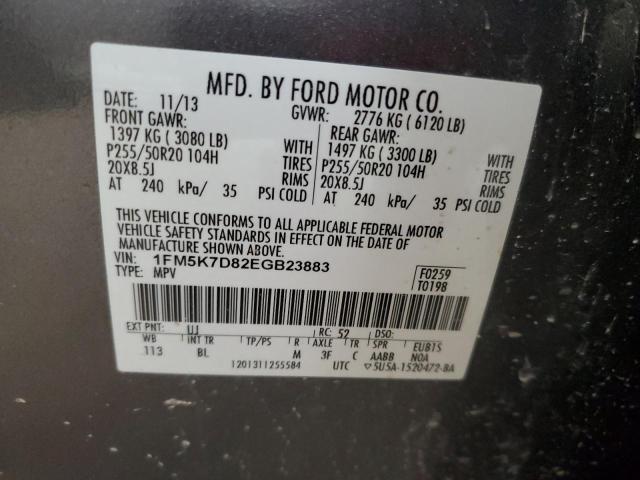 MFD. BY FORD MOTOR CO.
DATE: 11/13 GVWR: 2776 KG ( 6120 LB)
FRONT GAWR: REAR GAWR:
1397 KG ( 3080 LB) WITH 1497 KG ( 3300 LB) WITH
P255/50R20 104H TIRES P255/50R20 104H TIRES
20X8.5J RIMS 20X8.5J RIMS
AT 240 kPa/ 35 PSI COLD AT 240 kPa/ 35 PSI COLD
THIS VEHICLE CONFORMS TO ALL APPLICABLE FEDERAL MOTOR
VEHICLE SAFETY STANDARDS IN EFFECT ON THE DATE OF
MANUFACTURE SHOWN ABOVE.
VIN: 1FM5K7D82EGB23883 F0259
TYPE: MPV T0198
EXT PNT: UJ RC: 52 DSO:
WB INT TR TP/PS R AXLE TR SPR EUB1S
113 BL M 3F C AABB NOA
1201311255584 UTC ▽5U5A-1520472-BA